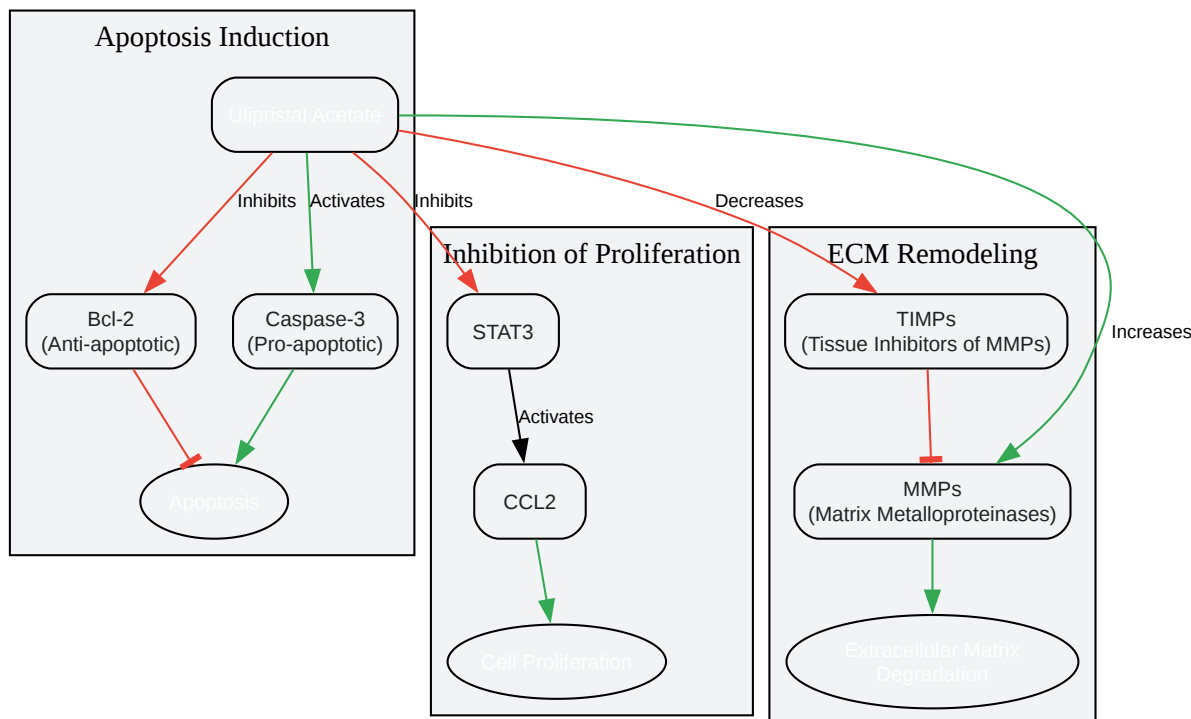 Apoptosis Induction
Ulipristal Acetate
Inhibits
Activates
Inhibits
Decreases
Inhibition of Proliferation
ECM Remodeling
Bcl-2
(Anti-apoptotic)
Caspase-3
(Pro-apoptotic)
STAT3
TIMPs
(Tissue Inhibitors of MMPs)
Increases
Activates
Apoptosis
CCL2
MMPs
(Matrix Metalloproteinases)
Cell Proliferation
Extracellular Matrix
Degradation